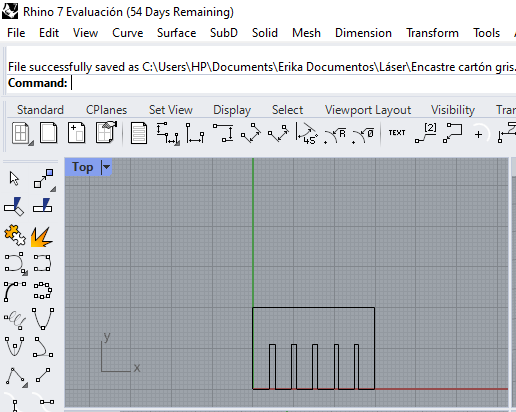 Rhino 7 Evaluación (54 Days Remaining)
File Edit View Curve Surface SubD Solid Mesh Dimension Transform Tools
File successfully saved as C:\Users\HP\Documents\Erika Documentos\Láser\Encastre cartón gris.
Command:
Standard CPlanes Set View Display Select Viewport Layout Visibility Tran
45 R Ø TEXT [2]
Top
y
x